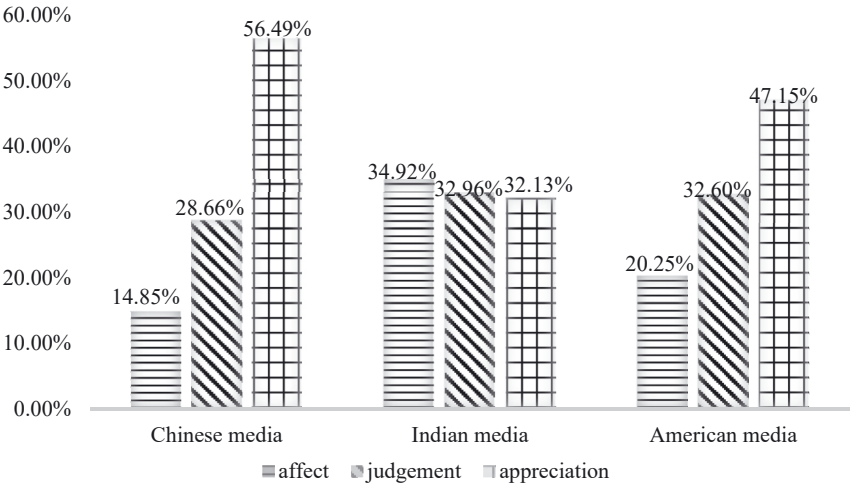 60.00%
50.00%
40.00%
30.00%
20.00%
10.00%
0.00%
14.85%
28.66%
56.49%
34.92%
32.96%
32.13%
20.25%
32.60%
47.15%
Chinese media
Indian media
American media
affect
judgement
appreciation